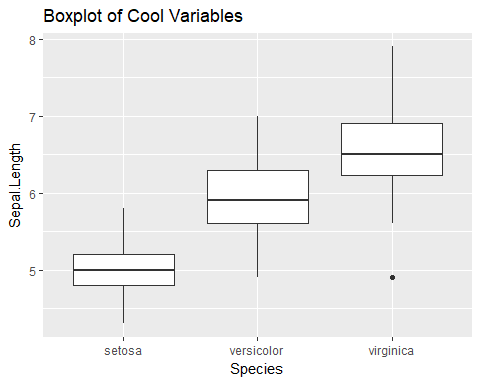 Boxplot of Cool Variables
8
7
6
5
Sepal.Length
setosa versicolor virginica
Species